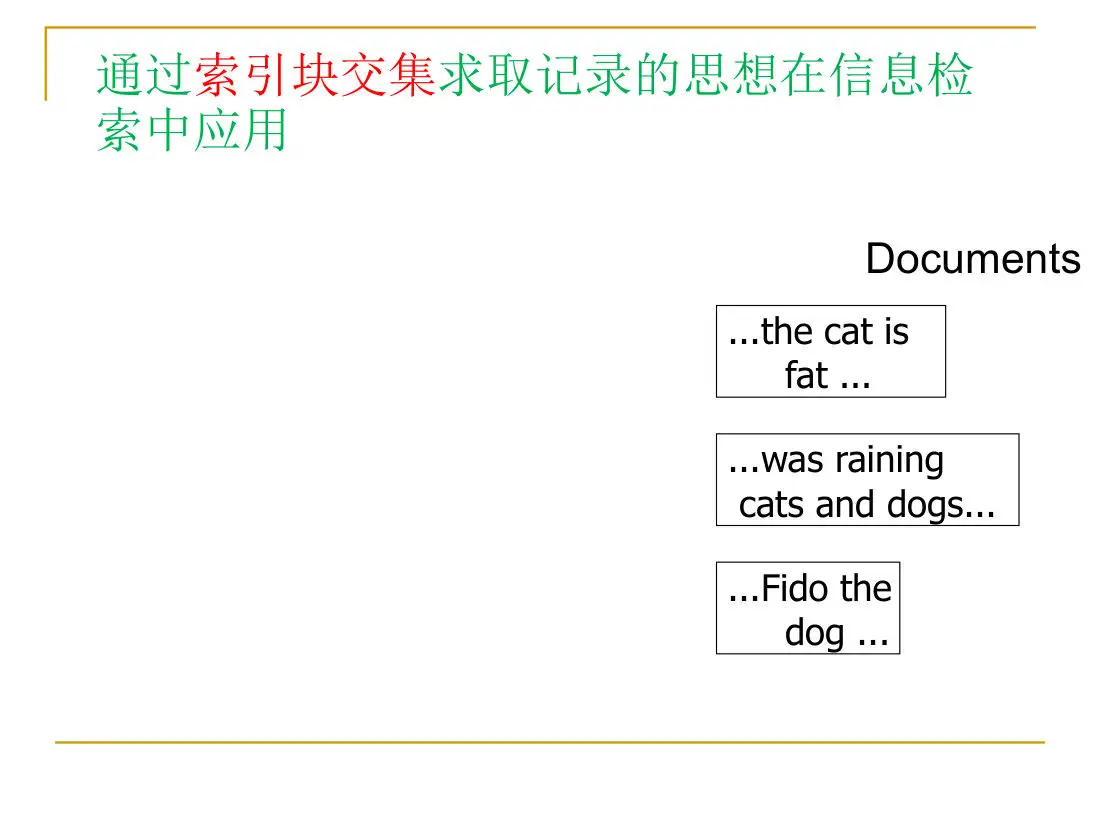 通过索引块交集求取记录的思想在信息检
索中应用
Documents
...the cat is
fat ...
...was raining
cats and dogs...
...Fido the
dog ...